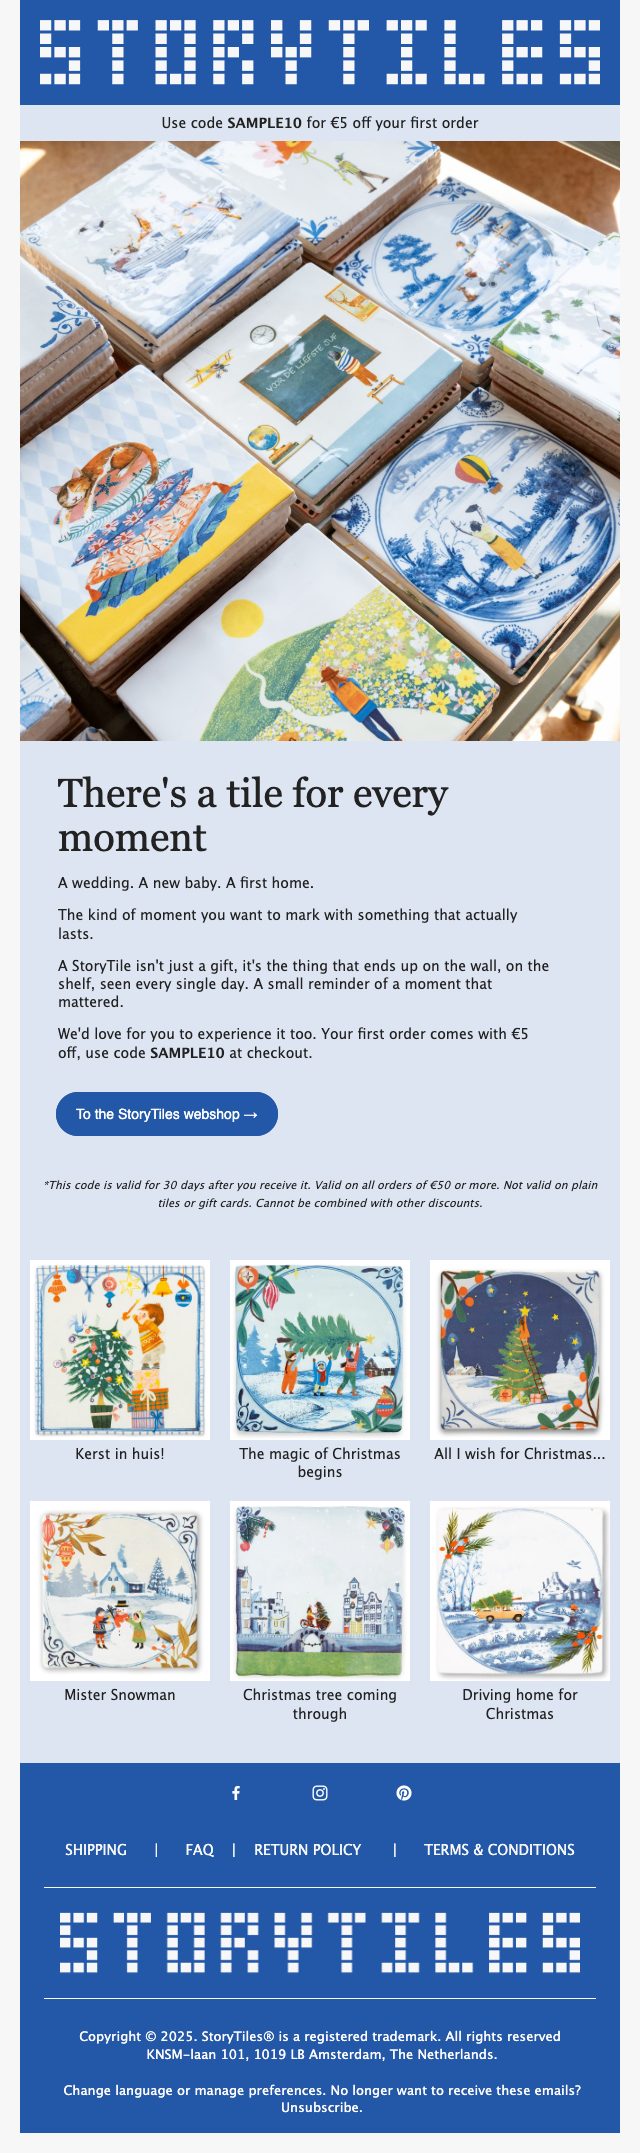 STORYTILES
Use code SAMPLE10 for €5 off your first order
VOOR DE LIEFSTE JUF
There's a tile for every
moment
A wedding. A new baby. A first home.
The kind of moment you want to mark with something that actually
lasts.
A StoryTile isn't just a gift, it's the thing that ends up on the wall, on the
shelf, seen every single day. A small reminder of a moment that
mattered.
We'd love for you to experience it too. Your first order comes with €5
off, use code SAMPLE10 at checkout.
To the StoryTiles webshop →
*This code is valid for 30 days after you receive it. Valid on all orders of €50 or more. Not valid on plain
tiles or gift cards. Cannot be combined with other discounts.
Kerst in huis!
The magic of Christmas
begins
All I wish for Christmas...
Mister Snowman
Christmas tree coming
through
Driving home for
Christmas
SHIPPING | FAQ | RETURN POLICY | TERMS & CONDITIONS
STORYTILES
Copyright © 2025. StoryTiles® is a registered trademark. All rights reserved
KNSM-laan 101, 1019 LB Amsterdam, The Netherlands.
Change language or manage preferences. No longer want to receive these emails?
Unsubscribe.